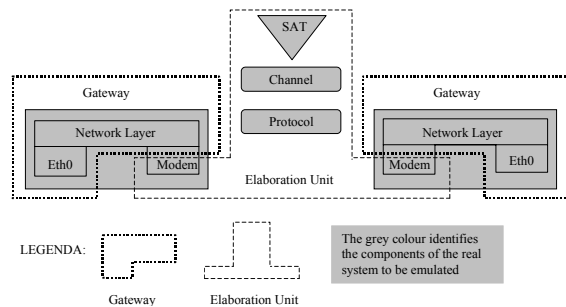 SAT
Channel
Protocol
Gateway
Network Layer
Eth0
Modem
Elaboration Unit
Gateway
Network Layer
Modem
Eth0
LEGENDA:
Gateway
Elaboration Unit
The grey colour identifies
the components of the real
system to be emulated